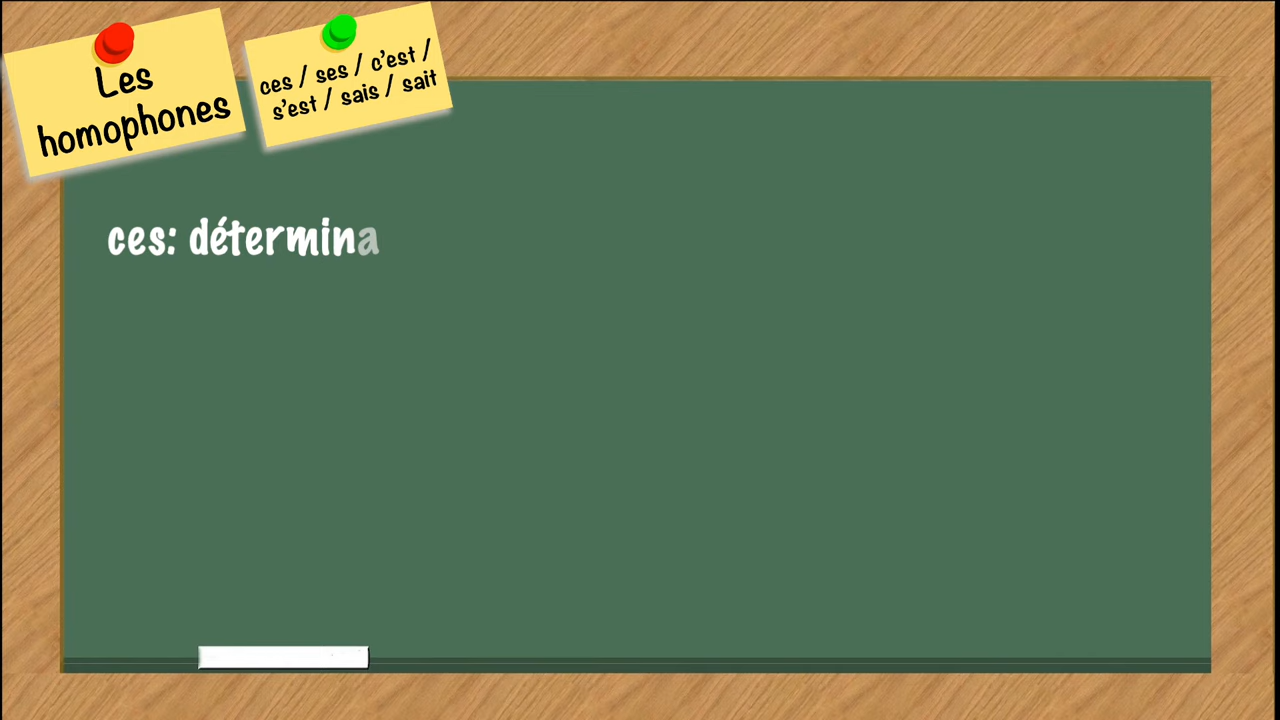 Les
homophones
ces / ses / c'est /
s'est / sais / sait
ces: détermina